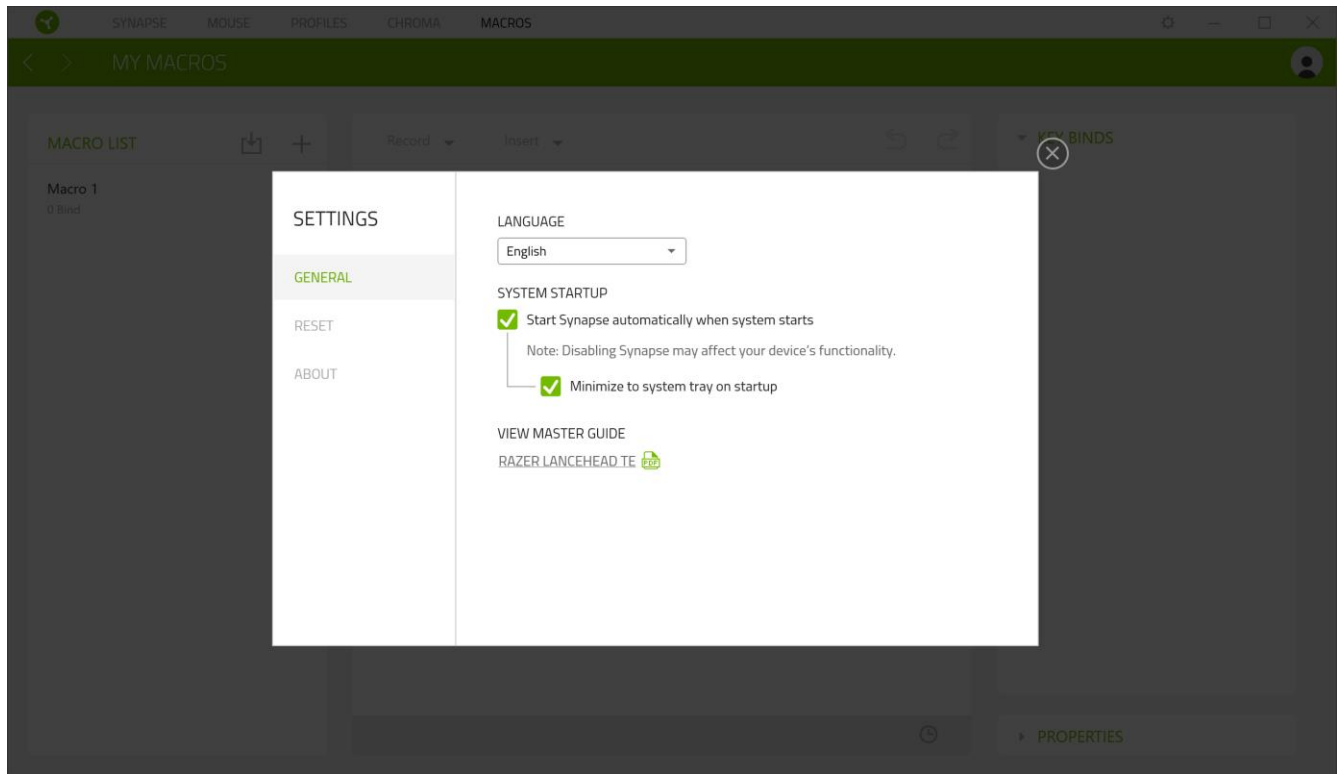 SYNAPSE MOUSE PROFILES CHROMA MACROS
MY MACROS
MACRO LIST
Record
Insert
KEY BINDS
Macro 1
0 Bind
SETTINGS
GENERAL
RESET
ABOUT
LANGUAGE
English
SYSTEM STARTUP
Start Synapse automatically when system starts
Note: Disabling Synapse may affect your device's functionality.
Minimize to system tray on startup
VIEW MASTER GUIDE
RAZER LANCEHEAD TE PDF
PROPERTIES